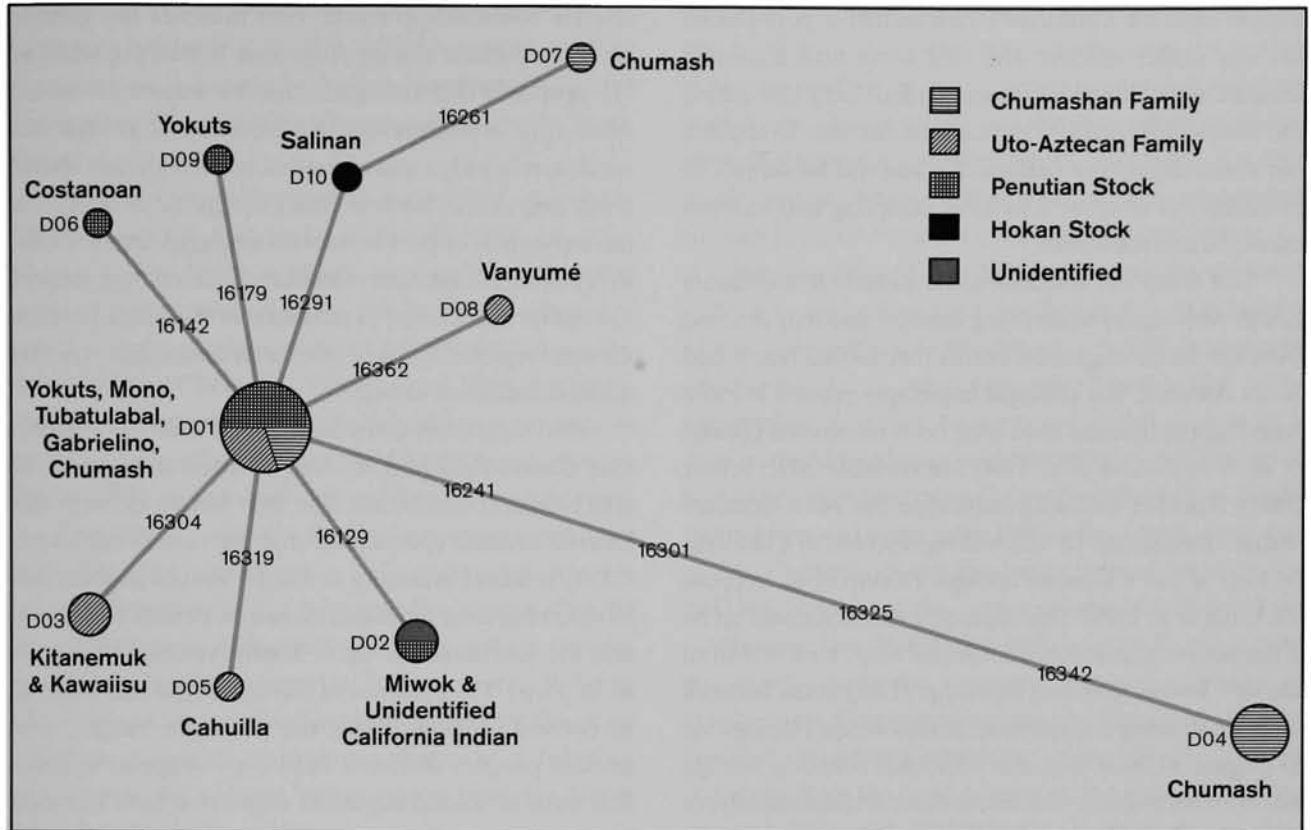 D07 Chumash
16261
Yokuts
D09
Salinan
D10
Costanoan
D06
Chumashan Family
Uto-Aztecan Family
Penutian Stock
Hokan Stock
Unidentified
Vanyumé
D08
16179
16291
16142
16362
Yokuts, Mono,
Tubatulabal,
Gabrielino,
Chumash
D01
16304
16319
16129
16241
16301
16325
16342
D03
Kitanemuk
& Kawaiisu
D05
Cahuilla
D02
Miwok &
Unidentified
California Indian
D04
Chumash